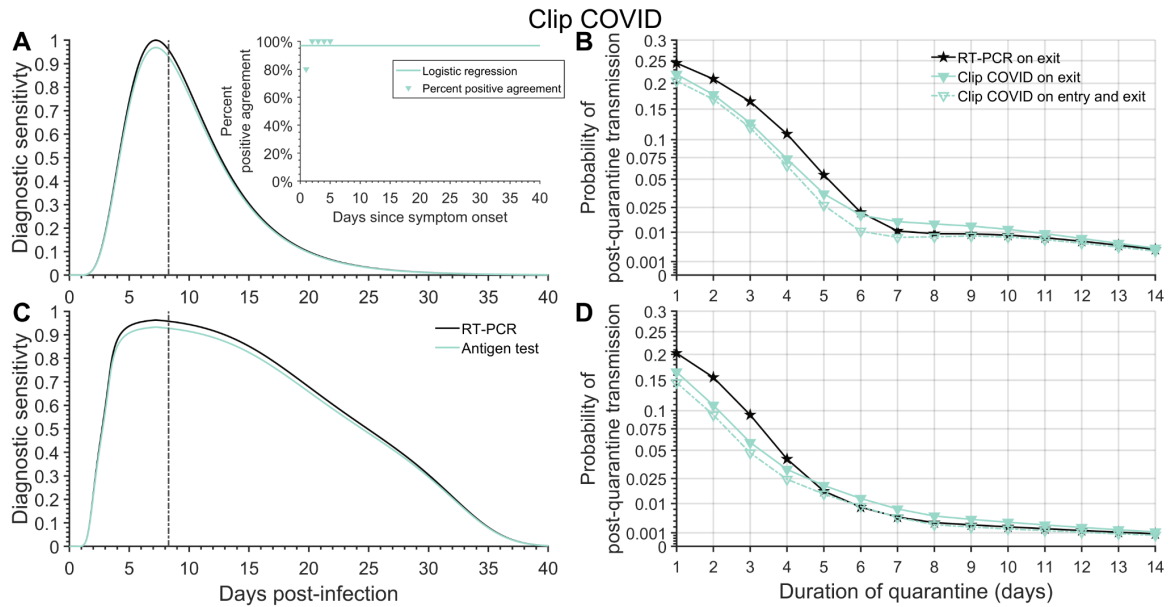 Clip COVID
A
Diagnostic sensitivty
1
0.9
0.8
0.7
0.6
0.5
0.4
0.3
0.2
0.1
0
0 5 10 15 20 25 30 35 40
Percent
positive agreement
100%
80%
60%
40%
20%
0%
Logistic regression
Percent positive agreement
0 5 10 15 20 25 30 35 40
Days since symptom onset
B
Probability of
post-quarantine transmission
0.3
0.25
0.2
0.15
0.1
0.075
0.05
0.025
0.01
0.001
0
RT-PCR on exit
Clip COVID on exit
Clip COVID on entry and exit
1 2 3 4 5 6 7 8 9 10 11 12 13 14
C
Diagnostic sensitivty
1
0.9
0.8
0.7
0.6
0.5
0.4
0.3
0.2
0.1
0
RT-PCR
Antigen test
0 5 10 15 20 25 30 35 40
Days post-infection
D
Probability of
post-quarantine transmission
0.3
0.25
0.2
0.15
0.1
0.075
0.05
0.025
0.01
0.001
0
1 2 3 4 5 6 7 8 9 10 11 12 13 14
Duration of quarantine (days)